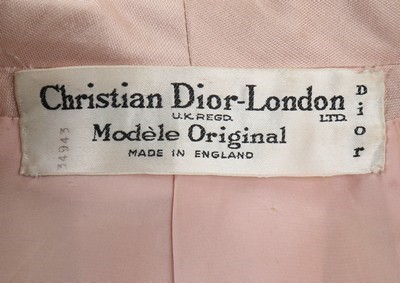 Christian Dior-London
U.K REGD. LTD.
Modèle Original
MADE IN ENGLAND
Dior
34943